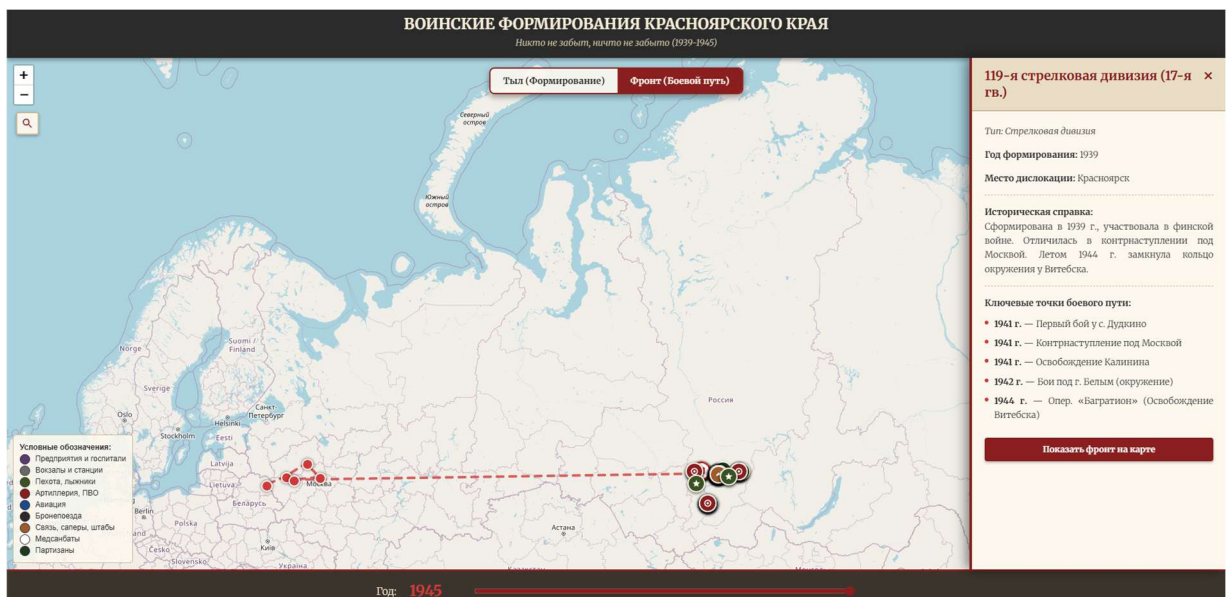 ВОИНСКИЕ ФОРМИРОВАНИЯ КРАСНОЯРСКОГО КРАЯ
Никто не забыт, ничто не забыто (1939-1945)
+
−
Тыл (Формирование)
Фронт (Боевой путь)
Северный
остров
Южный
остров
Norge
Suomi /
Finland
Sverige
Oslo
Helsinki
Санкт-
Петербург
Stockholm
Eesti
Latvija
Lietuva
Москва
Беларусь
Berlin
Polska
Київ
Česko
Slovensko
Україна
Россия
Астана
Условные обозначения:
Предприятия и госпитали
Вокзалы и станции
Пехота, лыжники
Артиллерия, ПВО
Авиация
Бронепоезда
Связь, саперы, штабы
Медсанбаты
Партизаны
119-я стрелковая дивизия (17-я
гв.)
×
Тип: Стрелковая дивизия
Год формирования: 1939
Место дислокации: Красноярск
Историческая справка:
Сформирована в 1939 г., участвовала в финской
войне. Отличилась в контрнаступлении под
Москвой. Летом 1944 г. замкнула кольцо
окружения у Витебска.
Ключевые точки боевого пути:
• 1941 г. — Первый бой у с. Дудкино
• 1941 г. — Контрнаступление под Москвой
• 1941 г. — Освобождение Калинина
• 1942 г. — Бои под г. Белым (окружение)
• 1944 г. — Опер. «Багратион» (Освобождение
Витебска)
Показать фронт на карте
Год: 1945